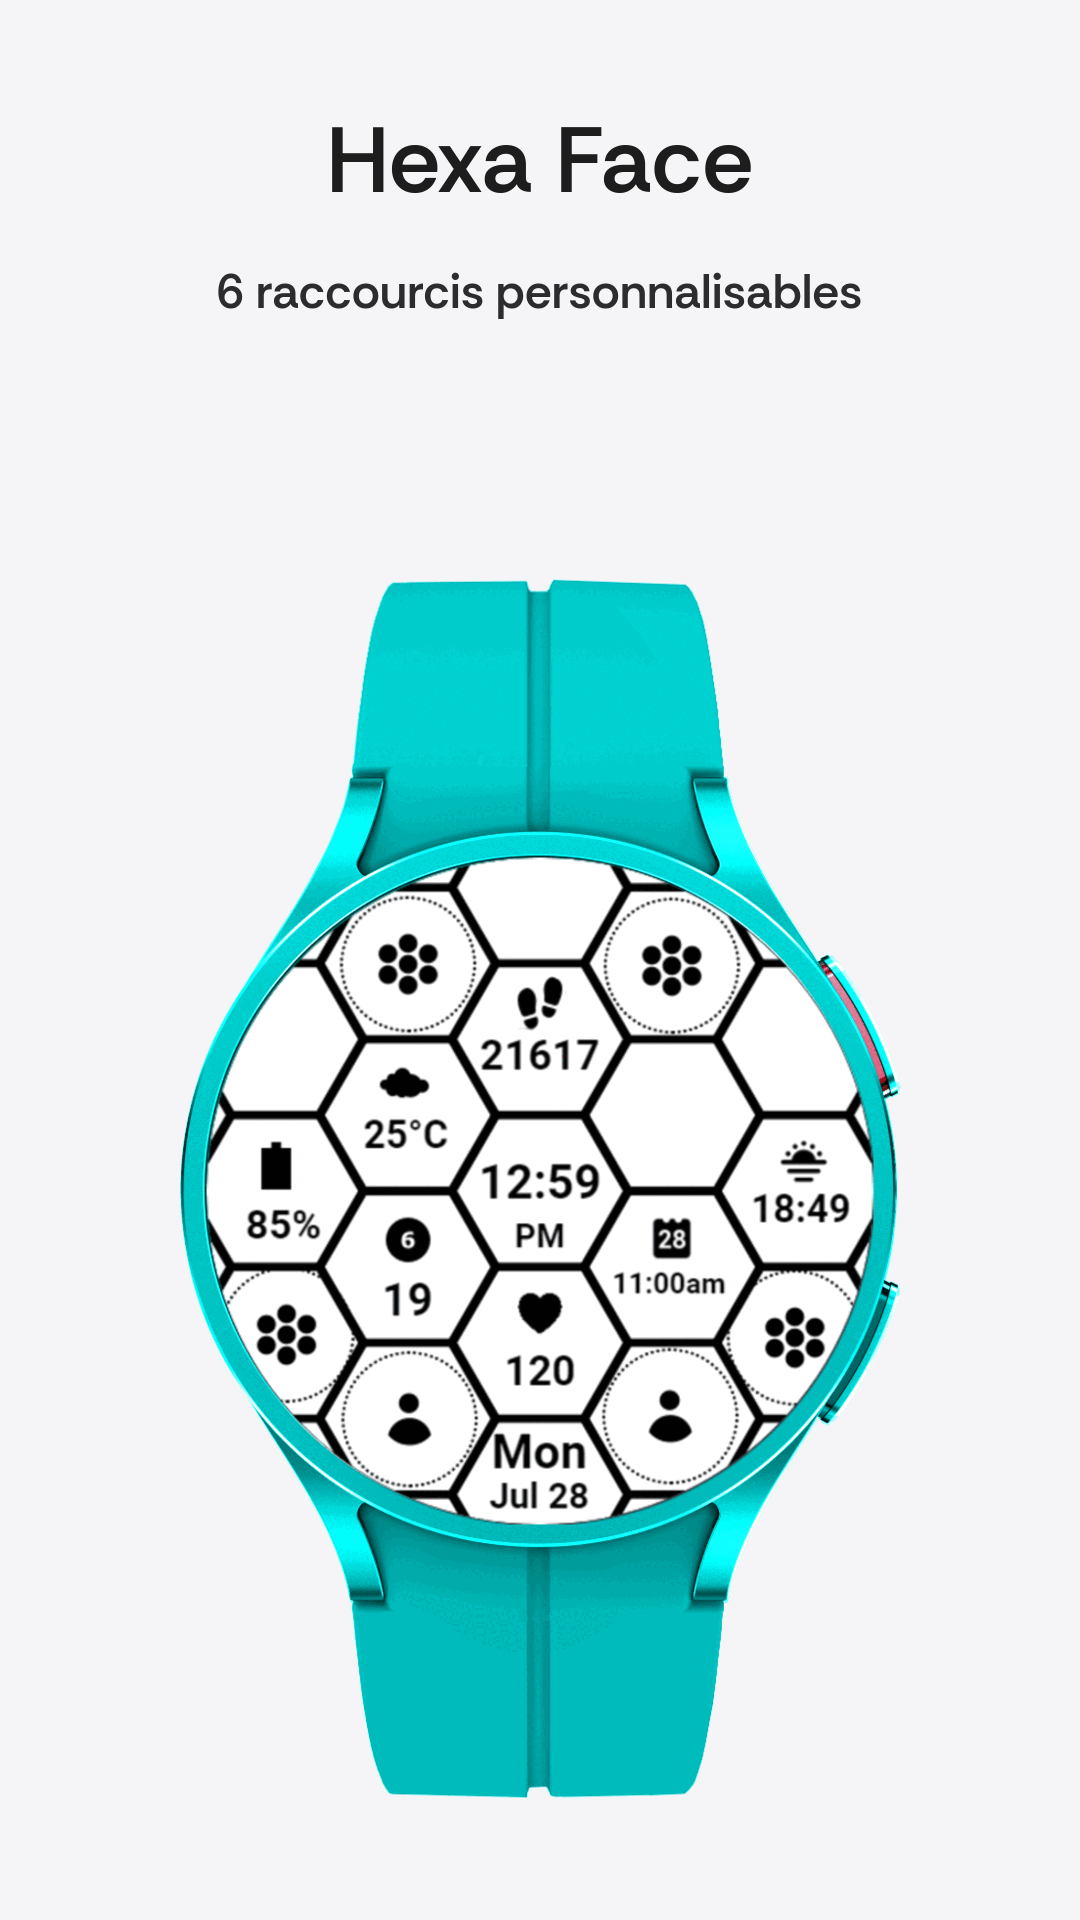 Hexa Face
6 raccourcis personnalisables
21617
25°C
12:59
PM
18:49
85%
6
19
28
11:00am
120
Mon
Jul 28